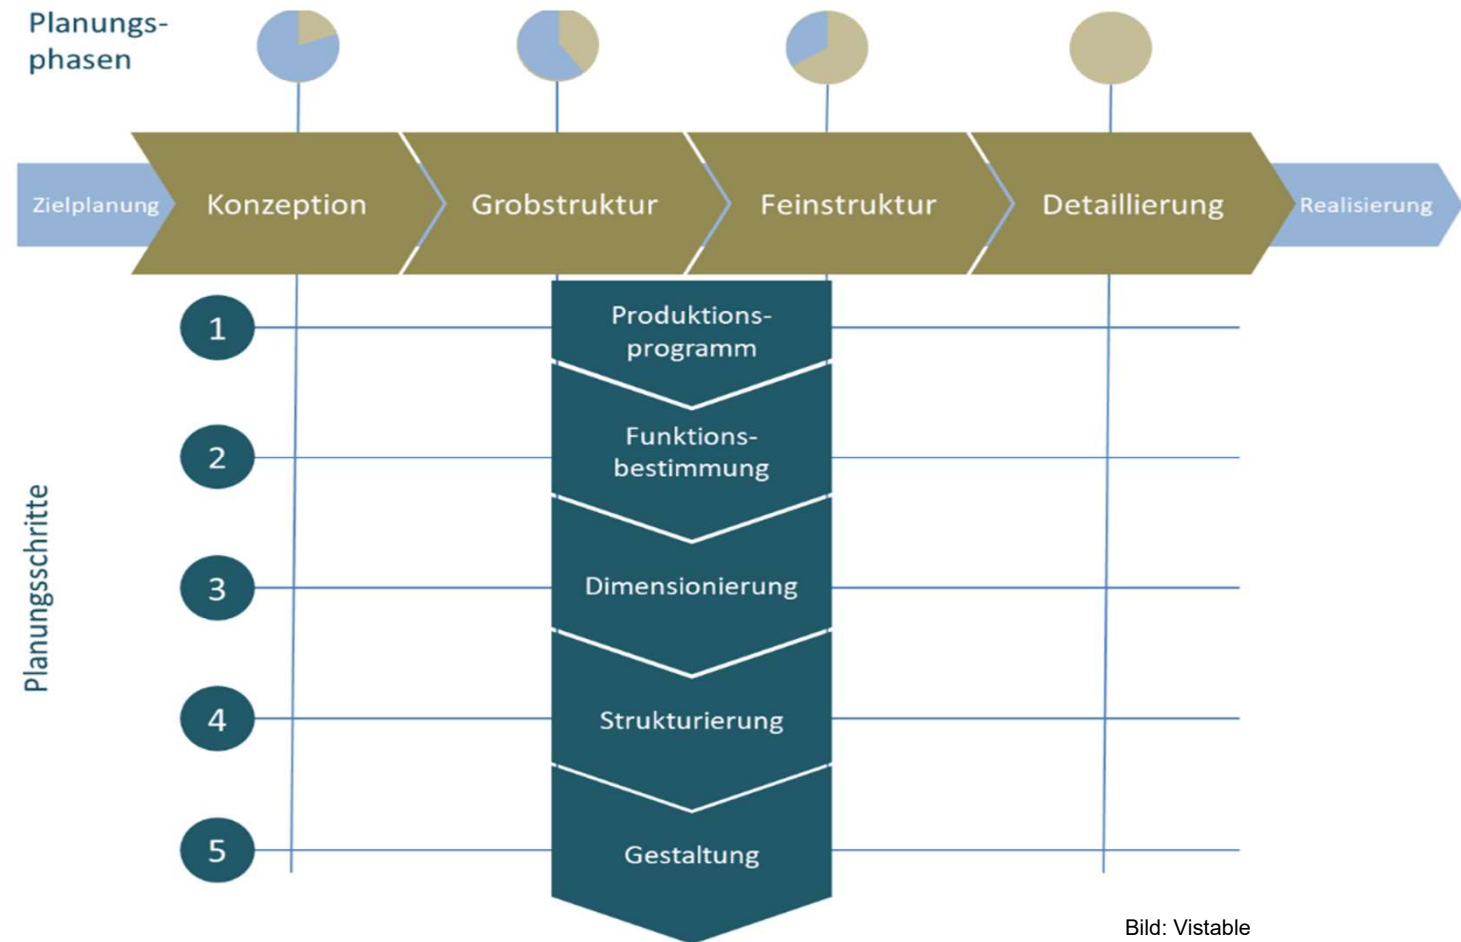 Planungs-
phasen
Zielplanung
Konzeption
Grobstruktur
Feinstruktur
Detaillierung
Realisierung
Planungsschritte
1
Produktions-
programm
2
Funktions-
bestimmung
3
Dimensionierung
4
Strukturierung
5
Gestaltung
Bild: Vistable